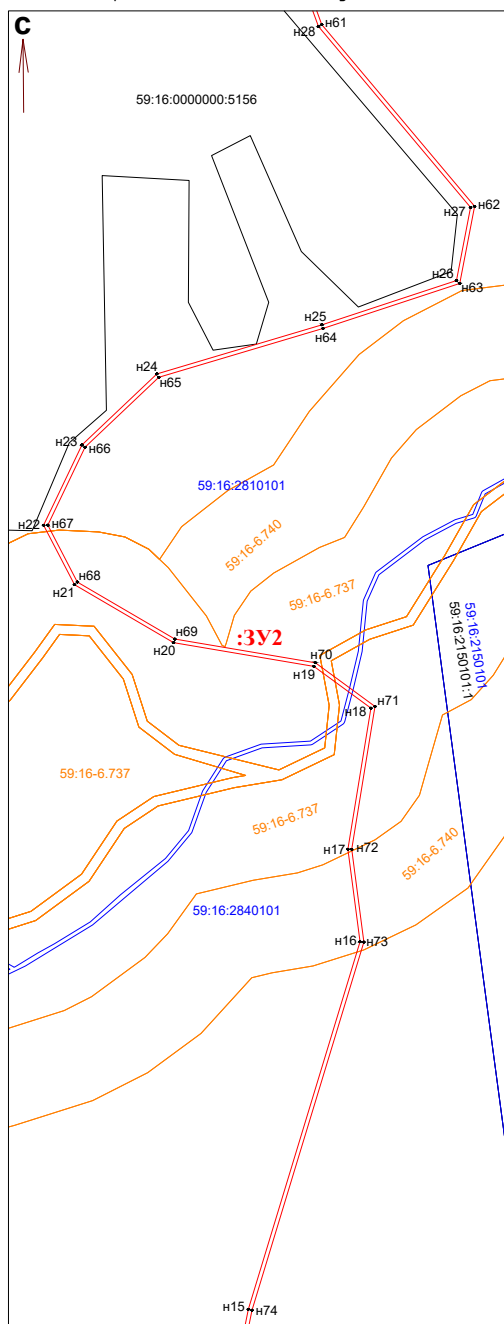 С
н61
н28
59:16:0000000:5156
н62
н27
н26
н63
н25
н64
н24
н65
н23
н66
59:16:2810101
н22
н67
59:16-6.740
н68
н21
59:16-6.737
59:16:2150101
59:16:2150101:1
н69
н20
:ЗУ2
н70
н19
н71
н18
59:16-6.737
59:16-6.737
59:16-6.740
н17
н72
59:16:2840101
н16
н73
н15
н74